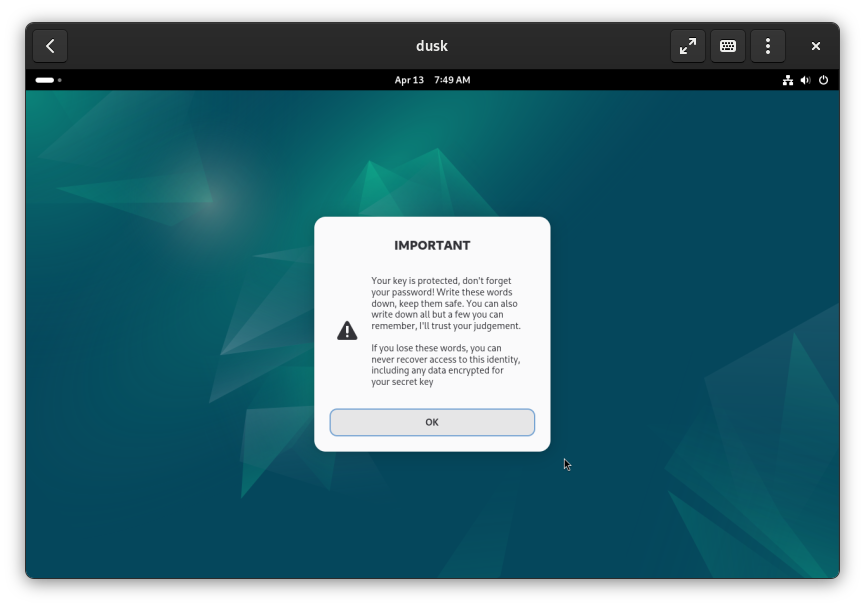 dusk
Apr 13 7:49 AM
IMPORTANT
Your key is protected, don't forget
your password! Write these words
down, keep them safe. You can also
write down all but a few you can
remember, I'll trust your judgement.
If you lose these words, you can
never recover access to this identity,
including any data encrypted for
your secret key
OK